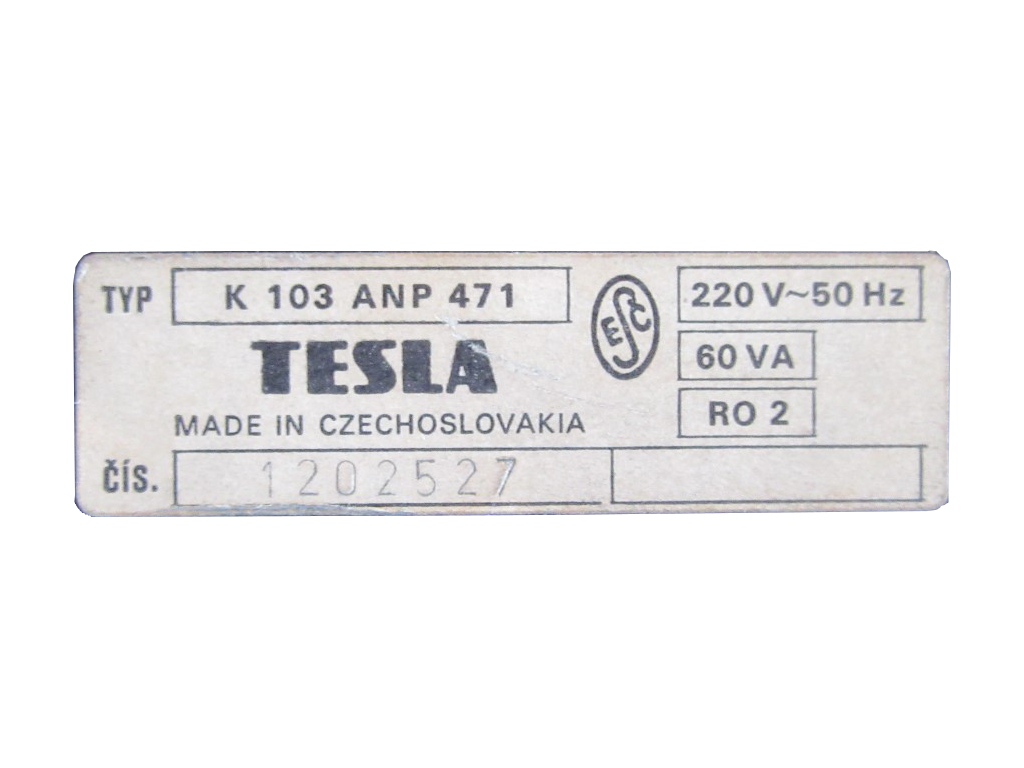 TYP K 103 ANP 471 ESC 220 V~50 Hz
TESLA 60 VA
MADE IN CZECHOSLOVAKIA RO 2
čís. 1202527